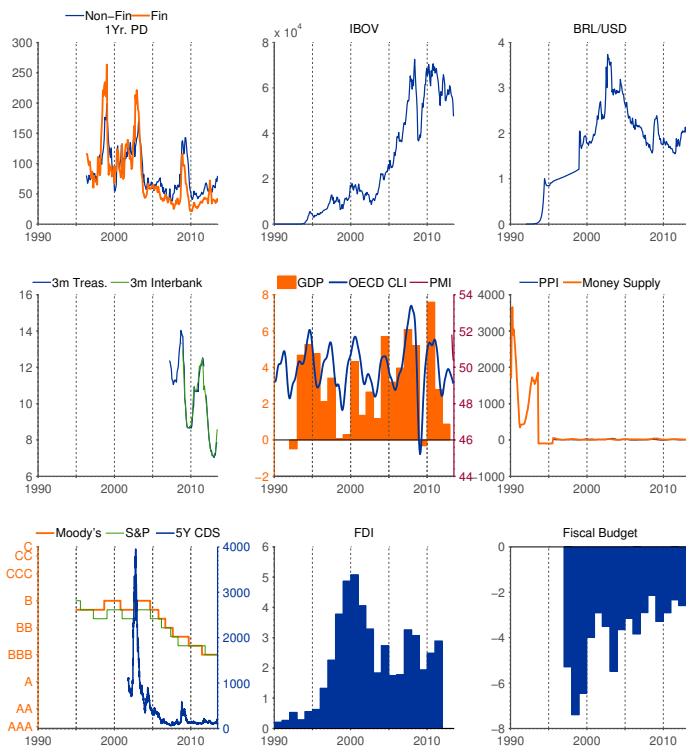 Non−Fin Fin
1Yr. PD
300
250
200
150
100
50
0
1990 2000 2010
IBOV
x 10^4
8
6
4
2
0
1990 2000 2010
BRL/USD
4
3
2
1
0
1990 2000 2010
3m Treas. 3m Interbank
16
14
12
10
8
6
1990 2000 2010
GDP OECD CLI PMI
8
6
4
2
0
−2
54
52
50
48
46
44
1990 2000 2010
PPI Money Supply
4000
3000
2000
1000
0
−1000
1990 2000 2010
Moody's S&P 5Y CDS
C
CC
CCC
B
BB
BBB
A
AA
AAA
4000
3000
2000
1000
0
1990 2000 2010
FDI
6
5
4
3
2
1
0
1990 2000 2010
Fiscal Budget
0
−2
−4
−6
−8
1990 2000 2010